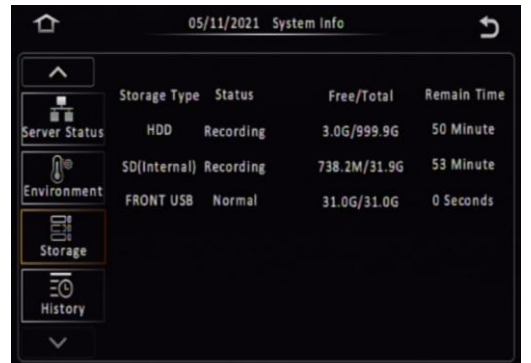 05/11/2021 System Info
Storage Type Status Free/Total Remain Time
Server Status
HDD Recording 3.0G/999.9G 50 Minute
SD(Internal) Recording 738.2M/31.9G 53 Minute
Environment
FRONT USB Normal 31.0G/31.0G 0 Seconds
Storage
History